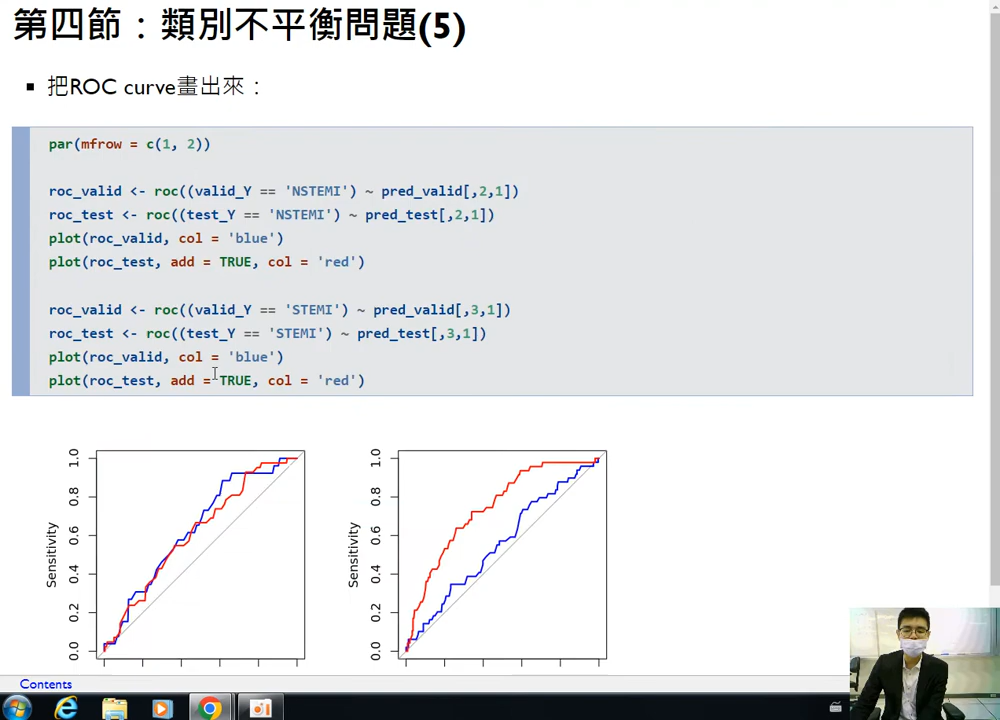 第四節：類別不平衡問題(5)
▪ 把ROC curve畫出來：
par(mfrow = c(1, 2))
roc_valid <- roc((valid_Y == 'NSTEMI') ~ pred_valid[,2,1])
roc_test <- roc((test_Y == 'NSTEMI') ~ pred_test[,2,1])
plot(roc_valid, col = 'blue')
plot(roc_test, add = TRUE, col = 'red')
roc_valid <- roc((valid_Y == 'STEMI') ~ pred_valid[,3,1])
roc_test <- roc((test_Y == 'STEMI') ~ pred_test[,3,1])
plot(roc_valid, col = 'blue')
plot(roc_test, add = TRUE, col = 'red')
Sensitivity
1.0
0.8
0.6
0.4
0.2
0.0
Sensitivity
1.0
0.8
0.6
0.4
0.2
0.0
Contents